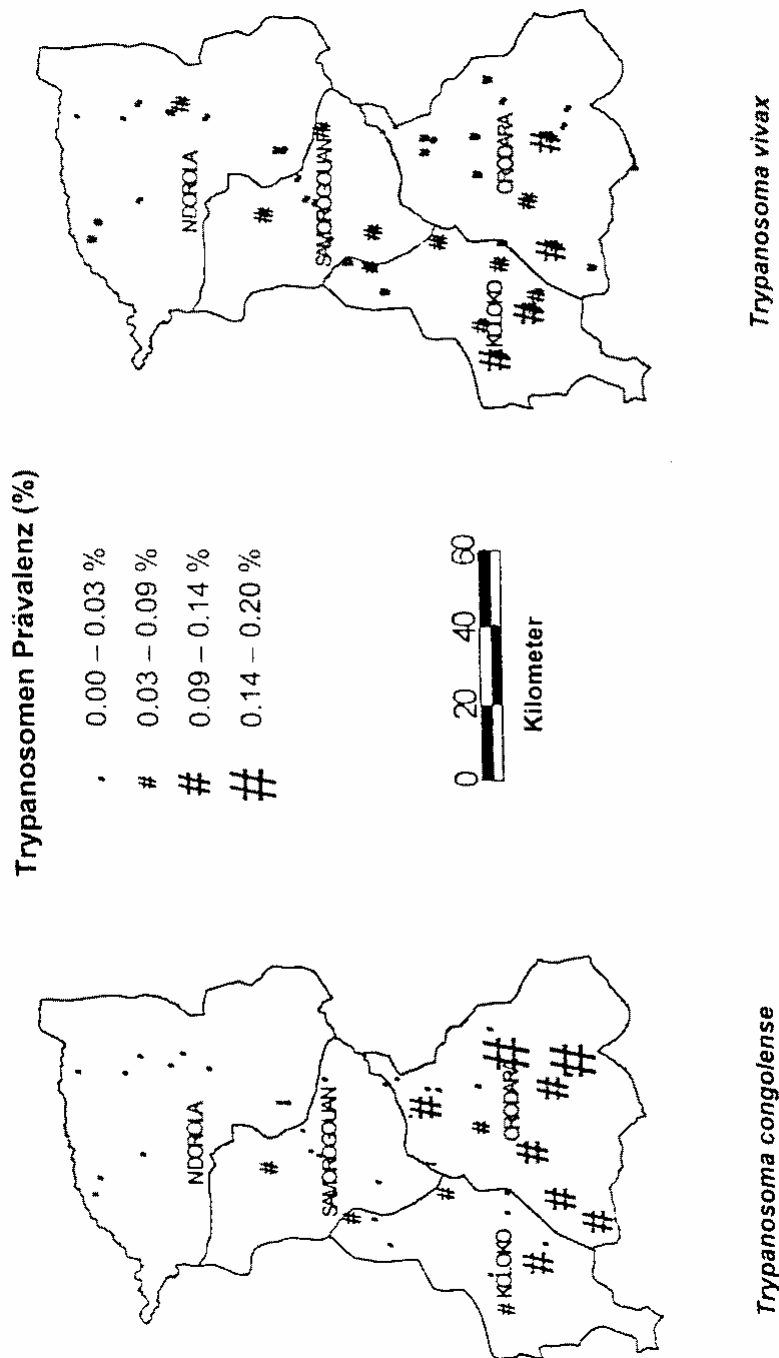 Trypanosomen Prävalenz (%)
0.00 – 0.03 %
0.03 – 0.09 %
0.09 – 0.14 %
0.14 – 0.20 %
0 20 40 60
Kilometer
NDOROLA
SAMOROGOUAN
KOLOKO
ORODARA
Trypanosoma congolense
NDOROLA
SAMOROGOUAN
KOLOKO
ORODARA
Trypanosoma vivax